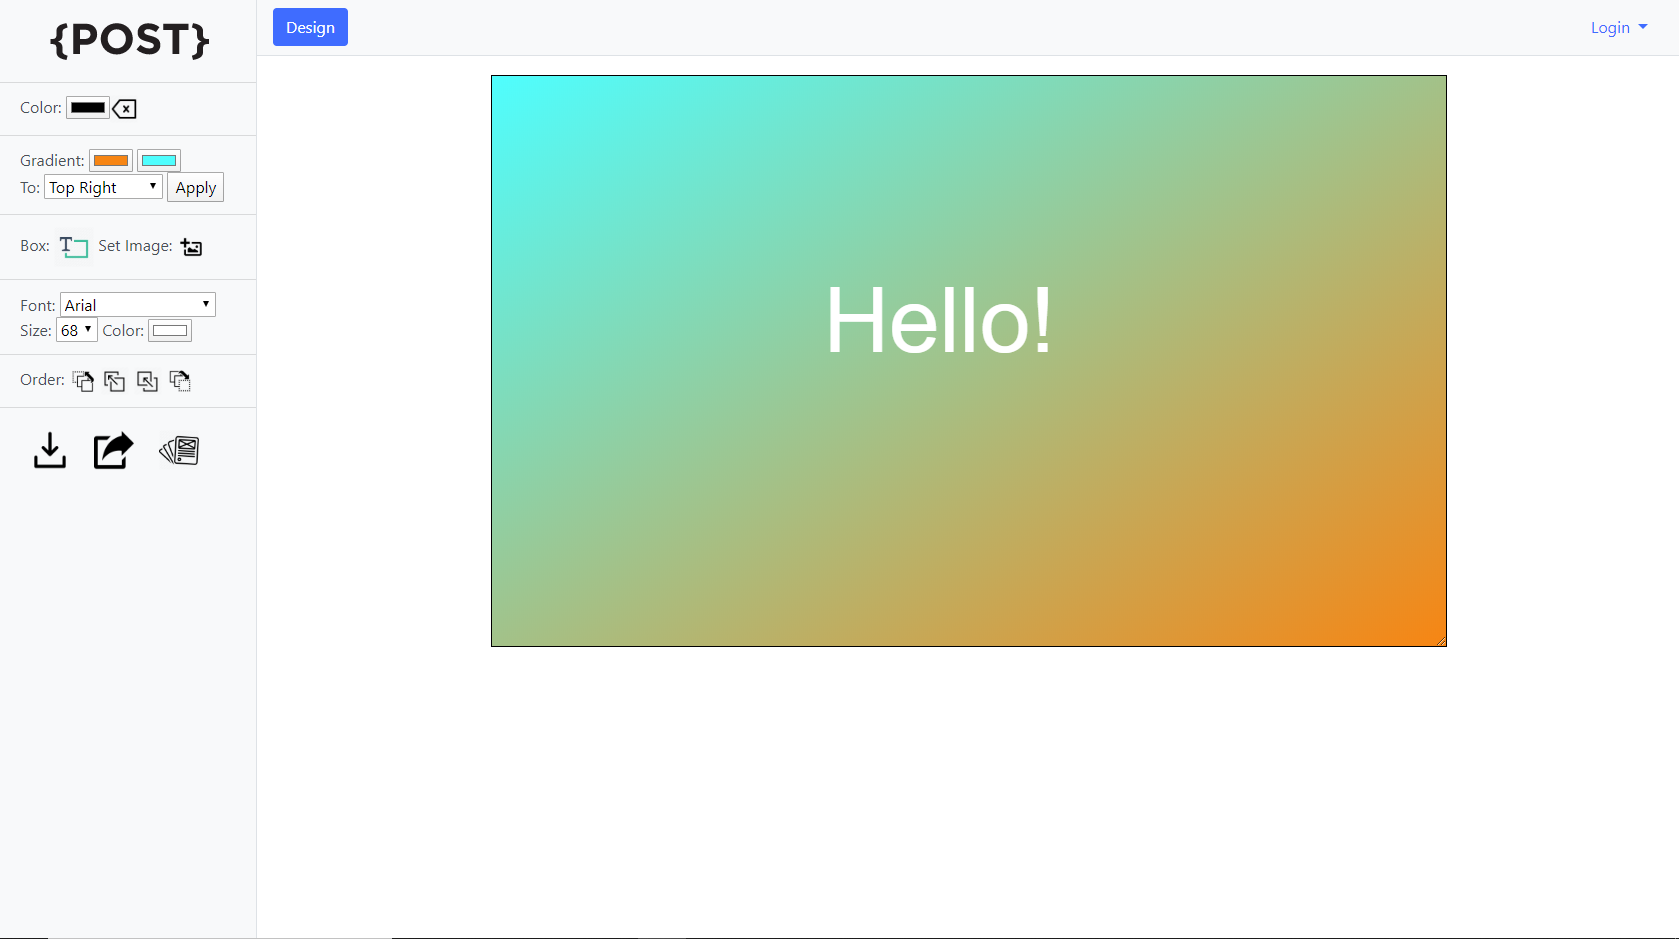 {POST}
Design
Login
Color:
Gradient:
To: Top Right Apply
Box: Set Image:
Font: Arial
Size: 68 Color:
Order:
Hello!